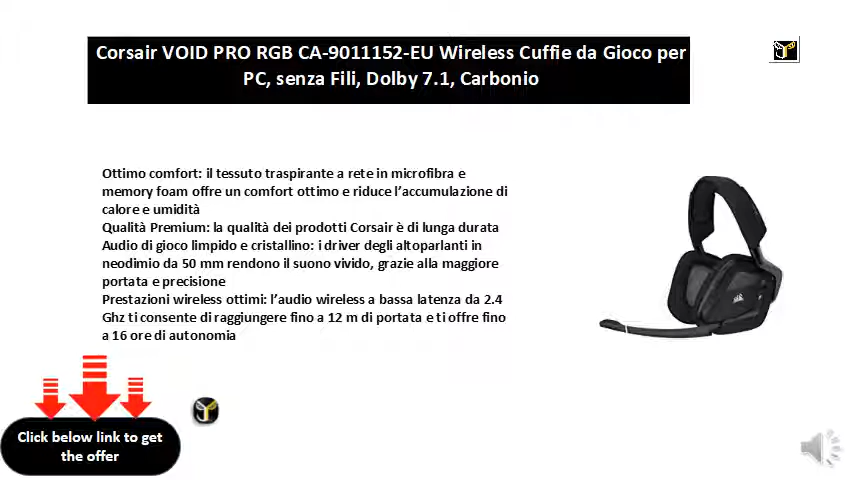 Corsair VOID PRO RGB CA-9011152-EU Wireless Cuffie da Gioco per
PC, senza Fili, Dolby 7.1, Carbonio
Ottimo comfort: il tessuto traspirante a rete in microfibra e
memory foam offre un comfort ottimo e riduce l’accumulazione di
calore e umidità
Qualità Premium: la qualità dei prodotti Corsair è di lunga durata
Audio di gioco limpido e cristallino: i driver degli altoparlanti in
neodimio da 50 mm rendono il suono vivido, grazie alla maggiore
portata e precisione
Prestazioni wireless ottimi: l’audio wireless a bassa latenza da 2.4
Ghz ti consente di raggiungere fino a 12 m di portata e ti offre fino
a 16 ore di autonomia
Click below link to get
the offer